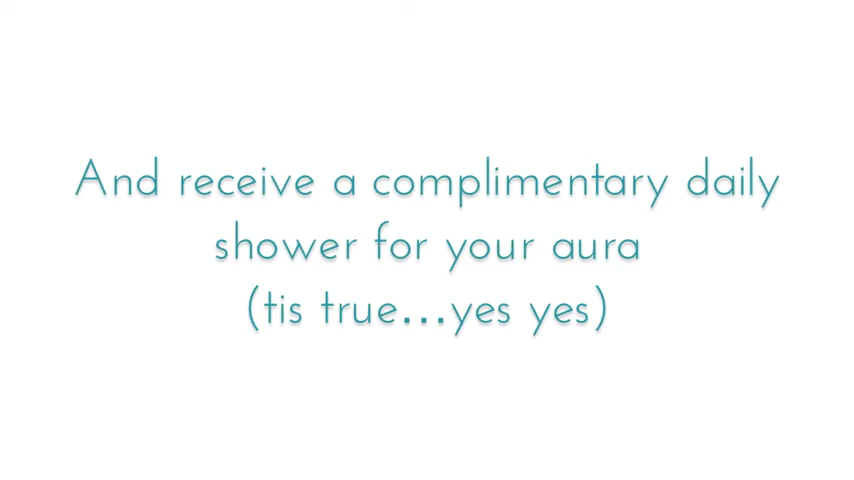 And receive a complimentary daily
shower for your aura
(tis true...yes yes)